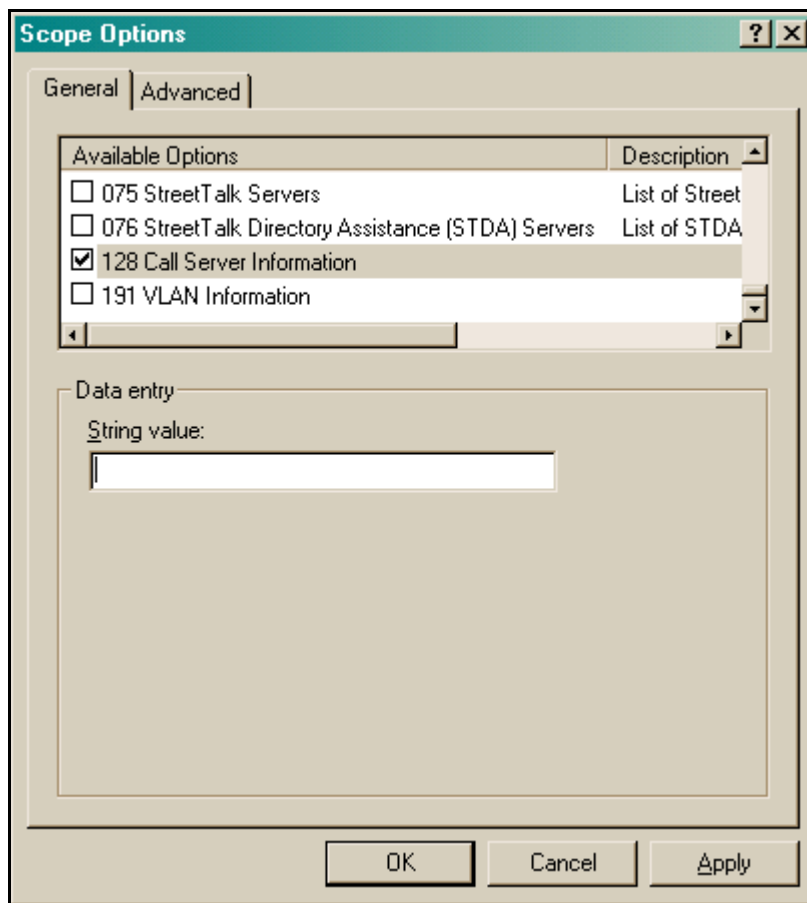 Scope Options
General Advanced
Available Options Description
075 StreetTalk Servers List of Street
076 StreetTalk Directory Assistance (STDA) Servers List of STDA
128 Call Server Information
191 VLAN Information
Data entry
String value:
OK Cancel Apply